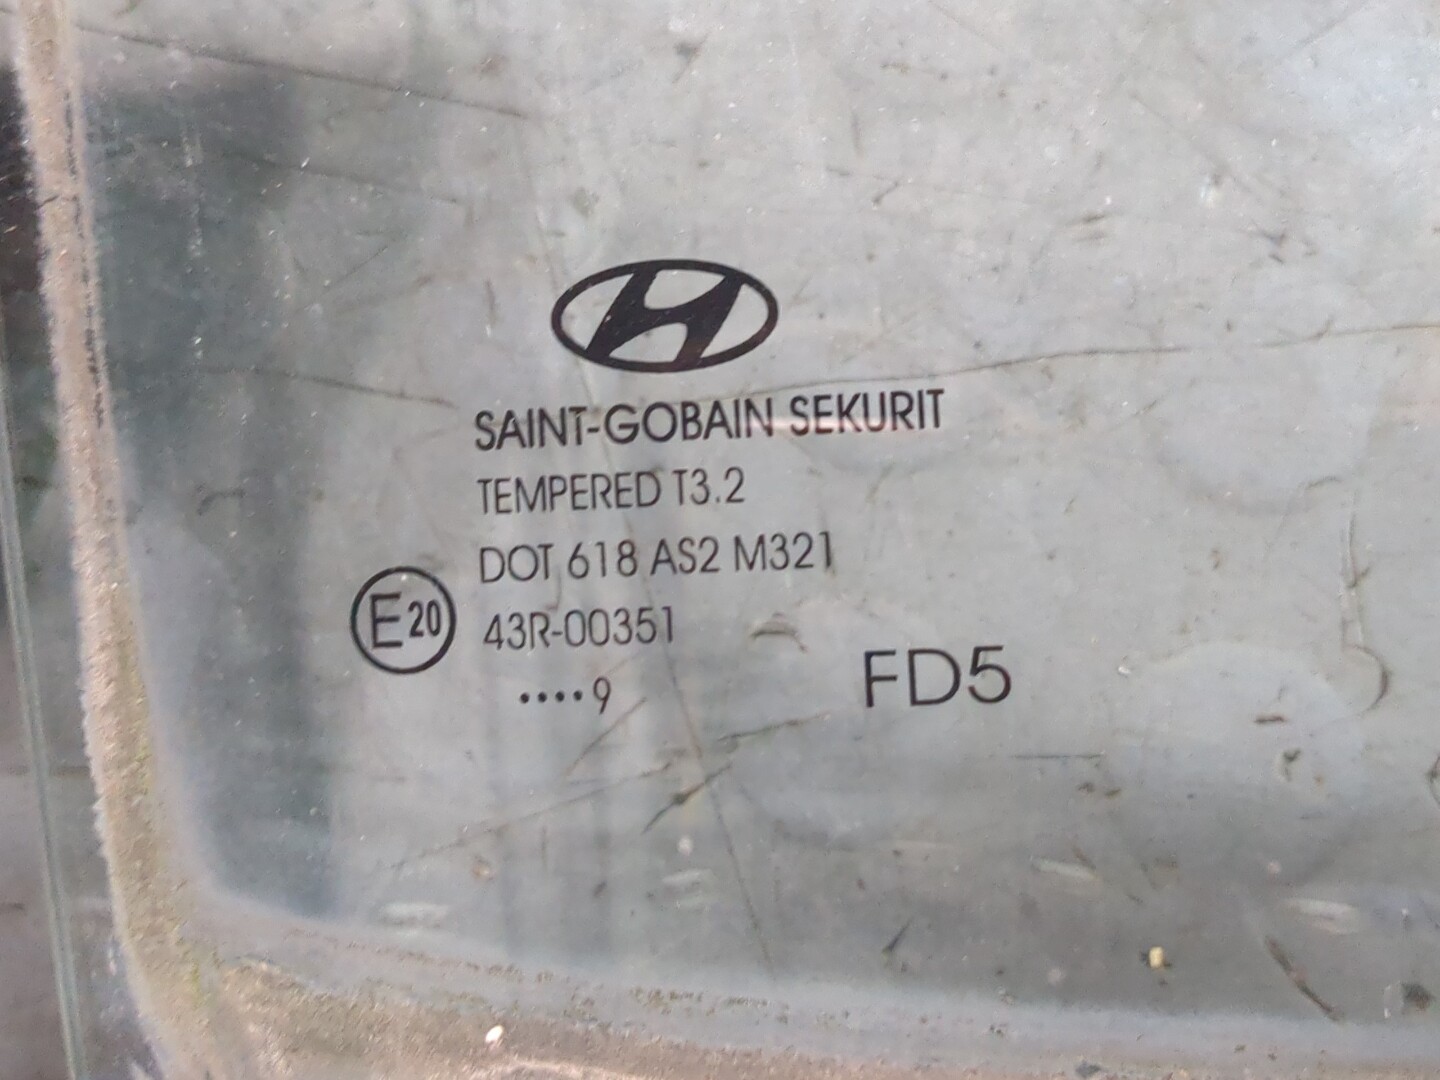 SAINT-GOBAIN SEKURIT
TEMPERED T3.2
DOT 618 AS2 M321
E20 43R-00351
••••9
FD5